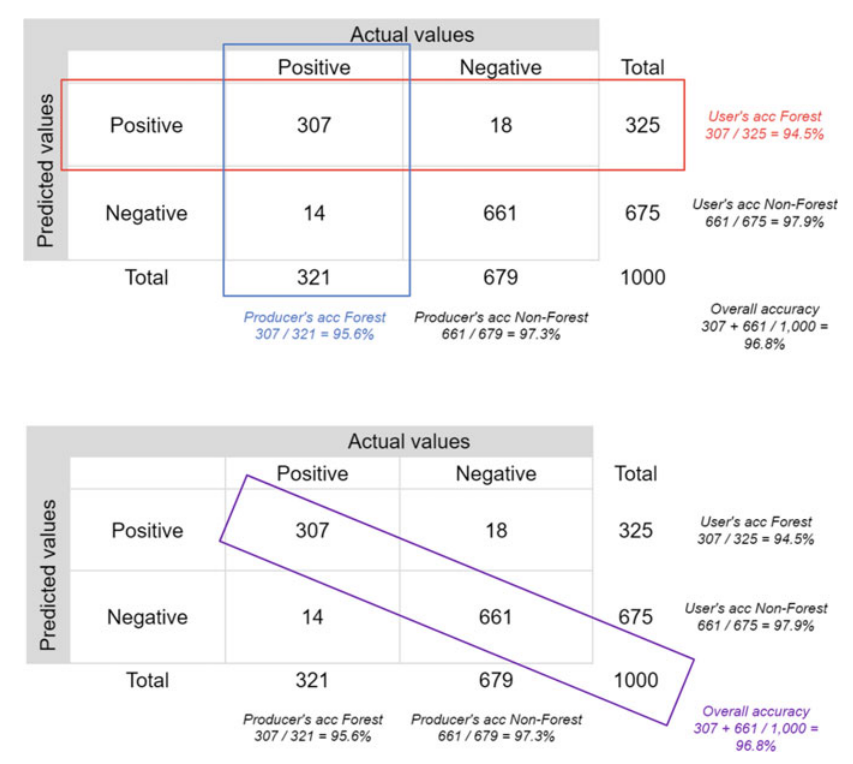 Actual values
Positive Negative Total
Predicted values
Positive 307 18 325
User's acc Forest
307 / 325 = 94.5%
Negative 14 661 675
User's acc Non-Forest
661 / 675 = 97.9%
Total 321 679 1000
Producer's acc Forest
307 / 321 = 95.6%
Producer's acc Non-Forest
661 / 679 = 97.3%
Overall accuracy
307 + 661 / 1,000 =
96.8%
Actual values
Positive Negative Total
Predicted values
Positive 307 18 325
User's acc Forest
307 / 325 = 94.5%
Negative 14 661 675
User's acc Non-Forest
661 / 675 = 97.9%
Total 321 679 1000
Producer's acc Forest
307 / 321 = 95.6%
Producer's acc Non-Forest
661 / 679 = 97.3%
Overall accuracy
307 + 661 / 1,000 =
96.8%